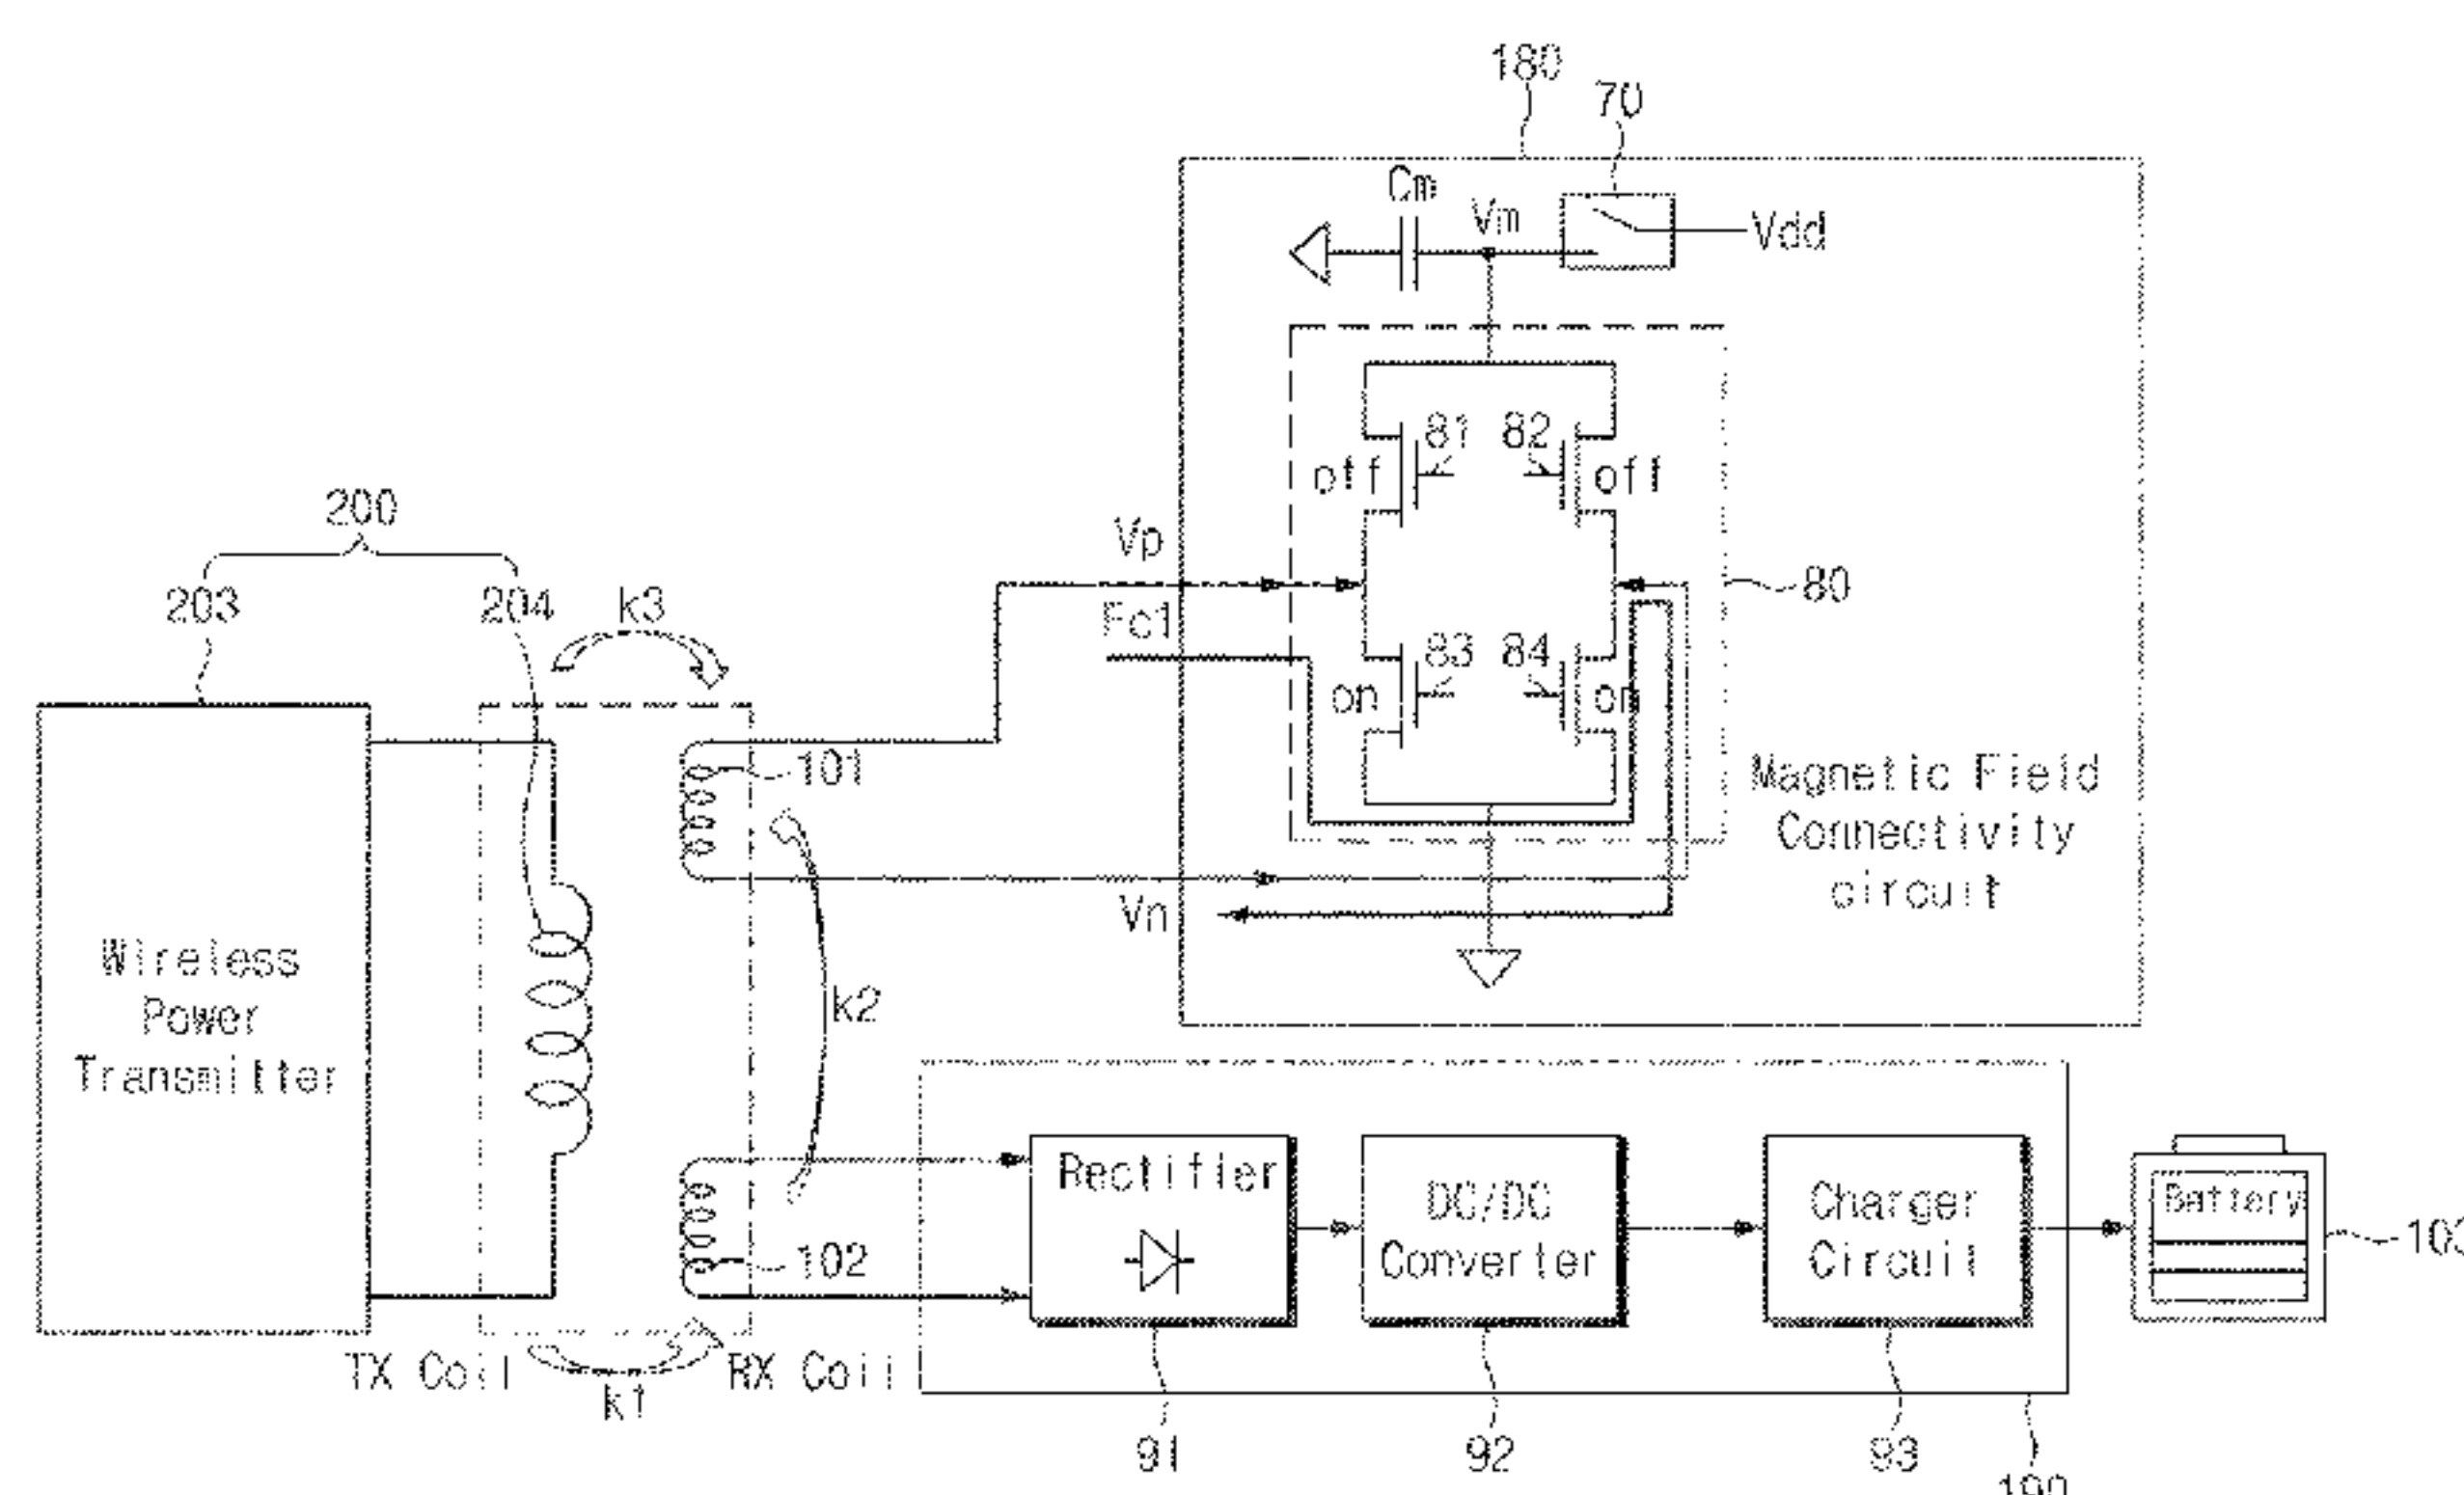 180
70
Cm
Vm
Vdd
81
82
off
off
200
Vp
203
204
k3
80
Fc1
83
84
on
on
101
Magnetic Field
Connectivity
circuit
Vn
Wireless
Power
Transmitter
k2
Rectifier
DC/DC
Converter
Charger
Circuit
Battery
102
103
TX Coil
RX Coil
k1
91
92
93
190